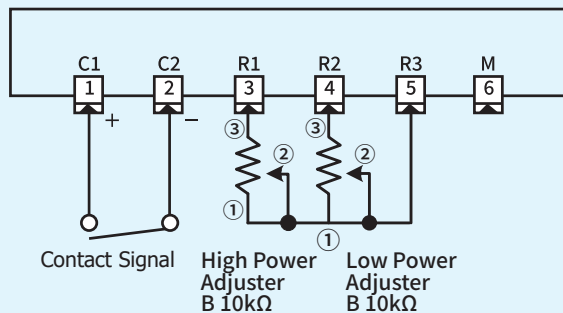 C1 C2 R1 R2 R3 M
1 2 3 4 5 6
+ −
③ ③
② ②
① ①
Contact Signal
High Power
Adjuster
B 10kΩ
Low Power
Adjuster
B 10kΩ